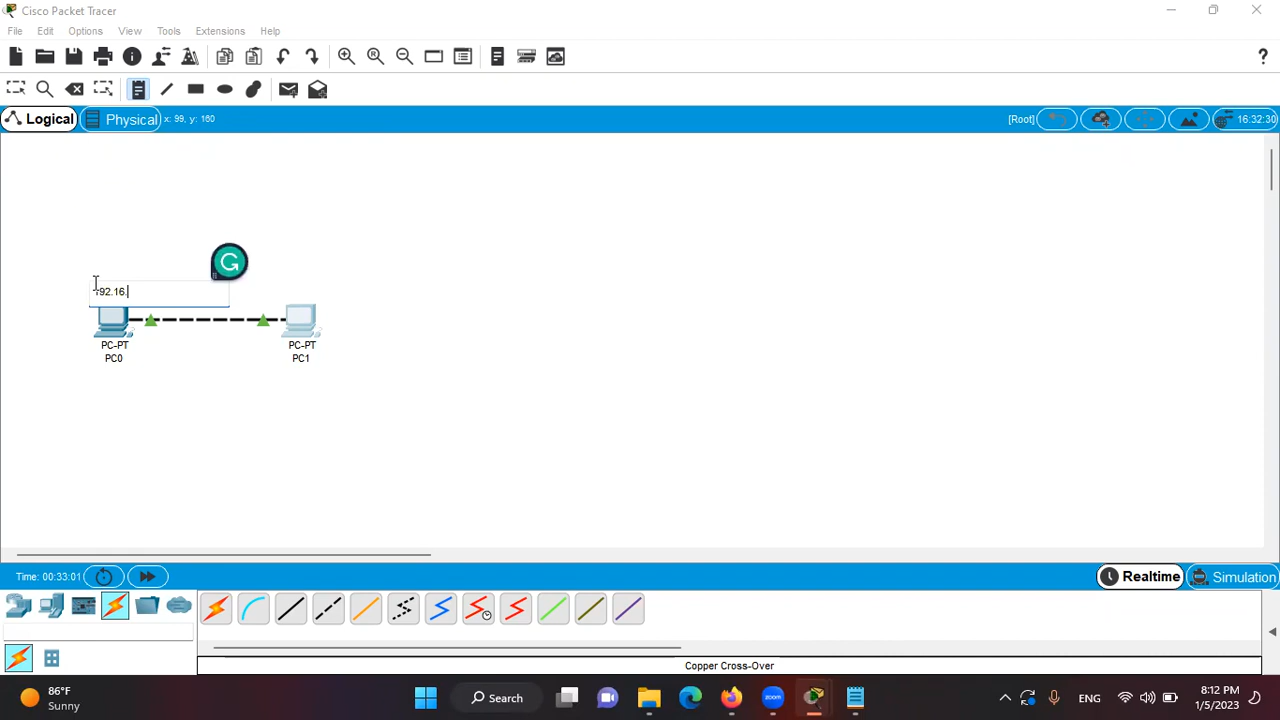 Cisco Packet Tracer
File Edit Options View Tools Extensions Help
?
Logical Physical x: 99, y: 160 [Root] 16:32:30
192.16.
PC-PT PC-PT
PC0 PC1
Time: 00:33:01 Realtime Simulation
Copper Cross-Over
86°F
Sunny
Search
zoom
ENG
8:12 PM
1/5/2023